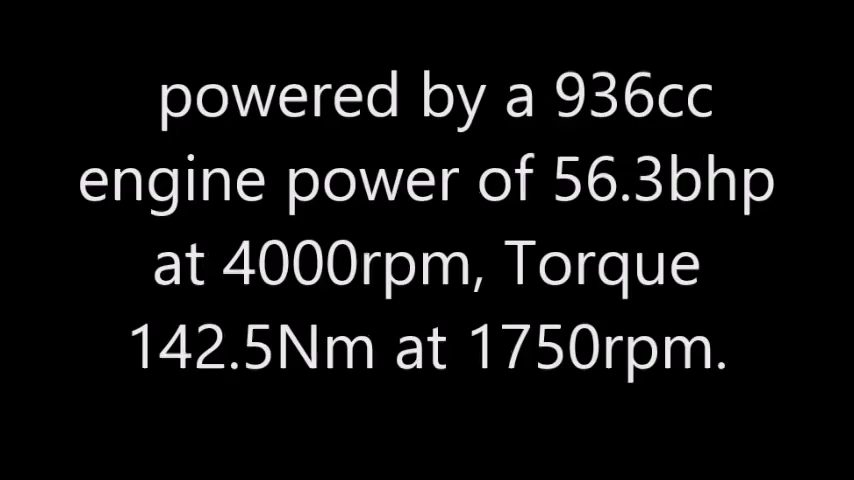 powered by a 936cc
engine power of 56.3bhp
at 4000rpm, Torque
142.5Nm at 1750rpm.